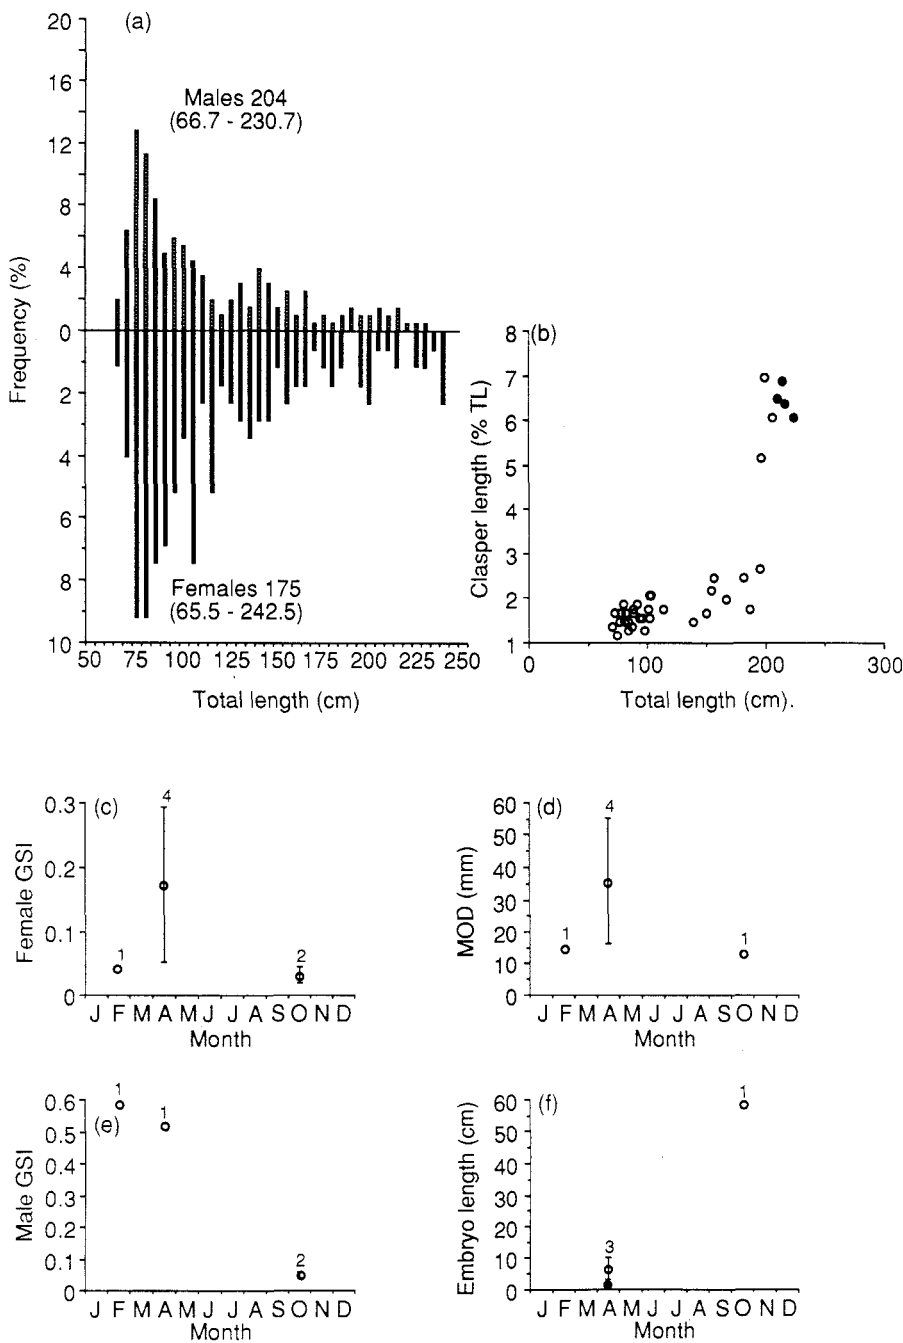 (a)
20
16
12
8
4
0
2
4
6
8
10
Frequency (%)
Males 204
(66.7 - 230.7)
Females 175
(65.5 - 242.5)
50 75 100 125 150 175 200 225 250
Total length (cm)
(b)
8
7
6
5
4
3
2
1
Clasper length (% TL)
0 100 200 300
Total length (cm).
(c)
0.3
0.2
0.1
0
Female GSI
1
4
2
J F M A M J J A S O N D
Month
(d)
60
50
40
30
20
10
0
MOD (mm)
1
4
1
J F M A M J J A S O N D
Month
(e)
0.6
0.5
0.4
0.3
0.2
0.1
0
Male GSI
1
1
2
J F M A M J J A S O N D
Month
(f)
60
50
40
30
20
10
0
Embryo length (cm)
3
1
J F M A M J J A S O N D
Month